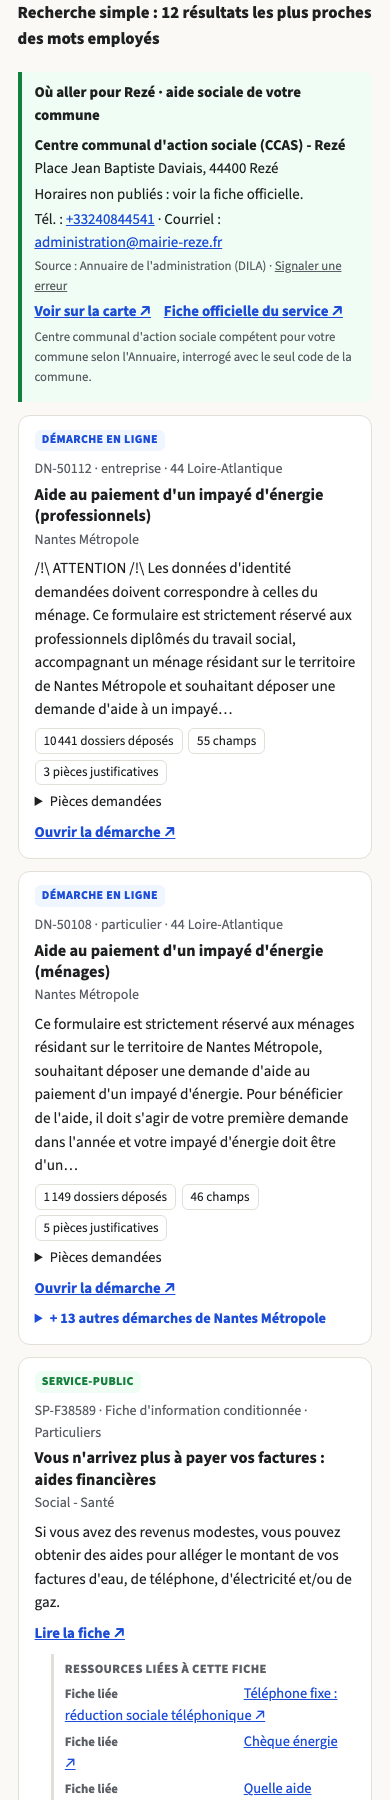 Recherche simple : 12 résultats les plus proches
des mots employés
Où aller pour Rezé · aide sociale de votre
commune
Centre communal d'action sociale (CCAS) - Rezé
Place Jean Baptiste Daviais, 44400 Rezé
Horaires non publiés : voir la fiche officielle.
Tél. : +33240844541 · Courriel :
administration@mairie-reze.fr
Source : Annuaire de l'administration (DILA) · Signaler une
erreur
Voir sur la carte ↗ Fiche officielle du service ↗
Centre communal d'action sociale compétent pour votre
commune selon l'Annuaire, interrogé avec le seul code de la
commune.
DÉMARCHE EN LIGNE
DN-50112 · entreprise · 44 Loire-Atlantique
Aide au paiement d'un impayé d'énergie
(professionnels)
Nantes Métropole
/!\ ATTENTION /!\ Les données d'identité
demandées doivent correspondre à celles du
ménage. Ce formulaire est strictement réservé aux
professionnels diplômés du travail social,
accompagnant un ménage résidant sur le territoire
de Nantes Métropole et souhaitant déposer une
demande d'aide à un impayé…
10 441 dossiers déposés 55 champs
3 pièces justificatives
▶ Pièces demandées
Ouvrir la démarche ↗
DÉMARCHE EN LIGNE
DN-50108 · particulier · 44 Loire-Atlantique
Aide au paiement d'un impayé d'énergie
(ménages)
Nantes Métropole
Ce formulaire est strictement réservé aux ménages
résidant sur le territoire de Nantes Métropole,
souhaitant déposer une demande d'aide au
paiement d'un impayé d'énergie. Pour bénéficier
de l'aide, il doit s'agir de votre première demande
dans l'année et votre impayé d'énergie doit être
d'un…
1 149 dossiers déposés 46 champs
5 pièces justificatives
▶ Pièces demandées
Ouvrir la démarche ↗
▶ + 13 autres démarches de Nantes Métropole
SERVICE-PUBLIC
SP-F38589 · Fiche d'information conditionnée ·
Particuliers
Vous n'arrivez plus à payer vos factures :
aides financières
Social - Santé
Si vous avez des revenus modestes, vous pouvez
obtenir des aides pour alléger le montant de vos
factures d'eau, de téléphone, d'électricité et/ou de
gaz.
Lire la fiche ↗
RESSOURCES LIÉES À CETTE FICHE
Fiche liée Téléphone fixe :
réduction sociale téléphonique ↗
Fiche liée Chèque énergie
↗
Fiche liée Quelle aide